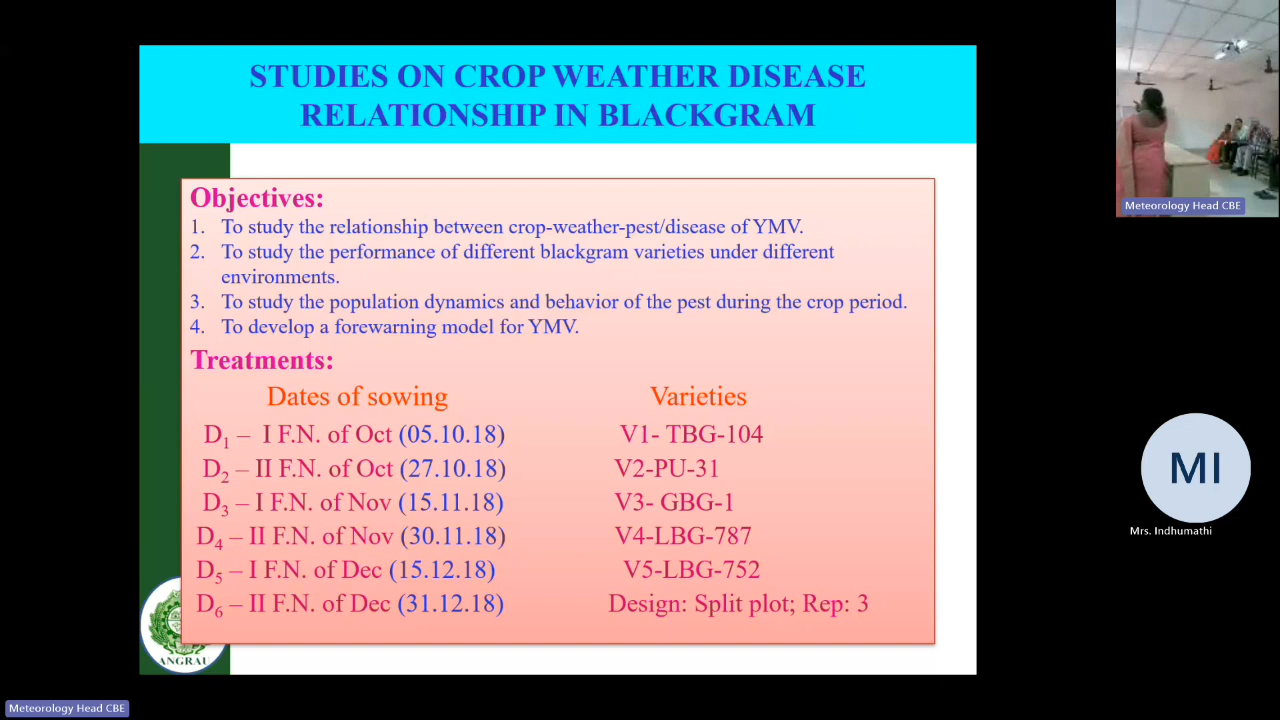 STUDIES ON CROP WEATHER DISEASE
RELATIONSHIP IN BLACKGRAM
Objectives:
1. To study the relationship between crop-weather-pest/disease of YMV.
2. To study the performance of different blackgram varieties under different
environments.
3. To study the population dynamics and behavior of the pest during the crop period.
4. To develop a forewarning model for YMV.
Treatments:
Dates of sowing
D1 – I F.N. of Oct (05.10.18)
D2 – II F.N. of Oct (27.10.18)
D3 – I F.N. of Nov (15.11.18)
D4 – II F.N. of Nov (30.11.18)
D5 – I F.N. of Dec (15.12.18)
D6 – II F.N. of Dec (31.12.18)
Varieties
V1- TBG-104
V2-PU-31
V3- GBG-1
V4-LBG-787
V5-LBG-752
Design: Split plot; Rep: 3
ANGRAU
Meteorology Head CBE
MI
Mrs. Indhumathi
Meteorology Head CBE